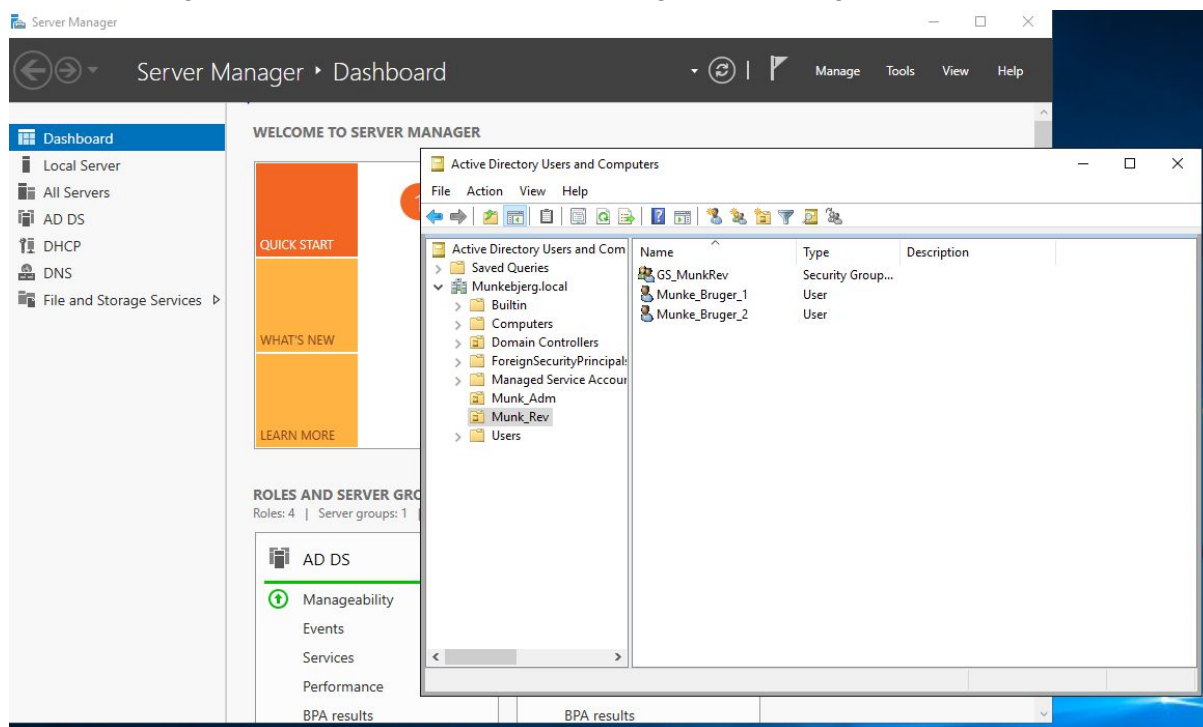 Server Manager
Server Manager • Dashboard
Manage Tools View Help
Dashboard
Local Server
All Servers
AD DS
DHCP
DNS
File and Storage Services
WELCOME TO SERVER MANAGER
QUICK START
WHAT'S NEW
LEARN MORE
ROLES AND SERVER GRO
Roles: 4 | Server groups: 1 |
AD DS
Manageability
Events
Services
Performance
BPA results
BPA results
Active Directory Users and Computers
File Action View Help
Active Directory Users and Com
Saved Queries
Munkebjerg.local
Builtin
Computers
Domain Controllers
ForeignSecurityPrincipal
Managed Service Accoun
Munk_Adm
Munk_Rev
Users
Name Type Description
GS_MunkRev Security Group...
Munke_Bruger_1 User
Munke_Bruger_2 User